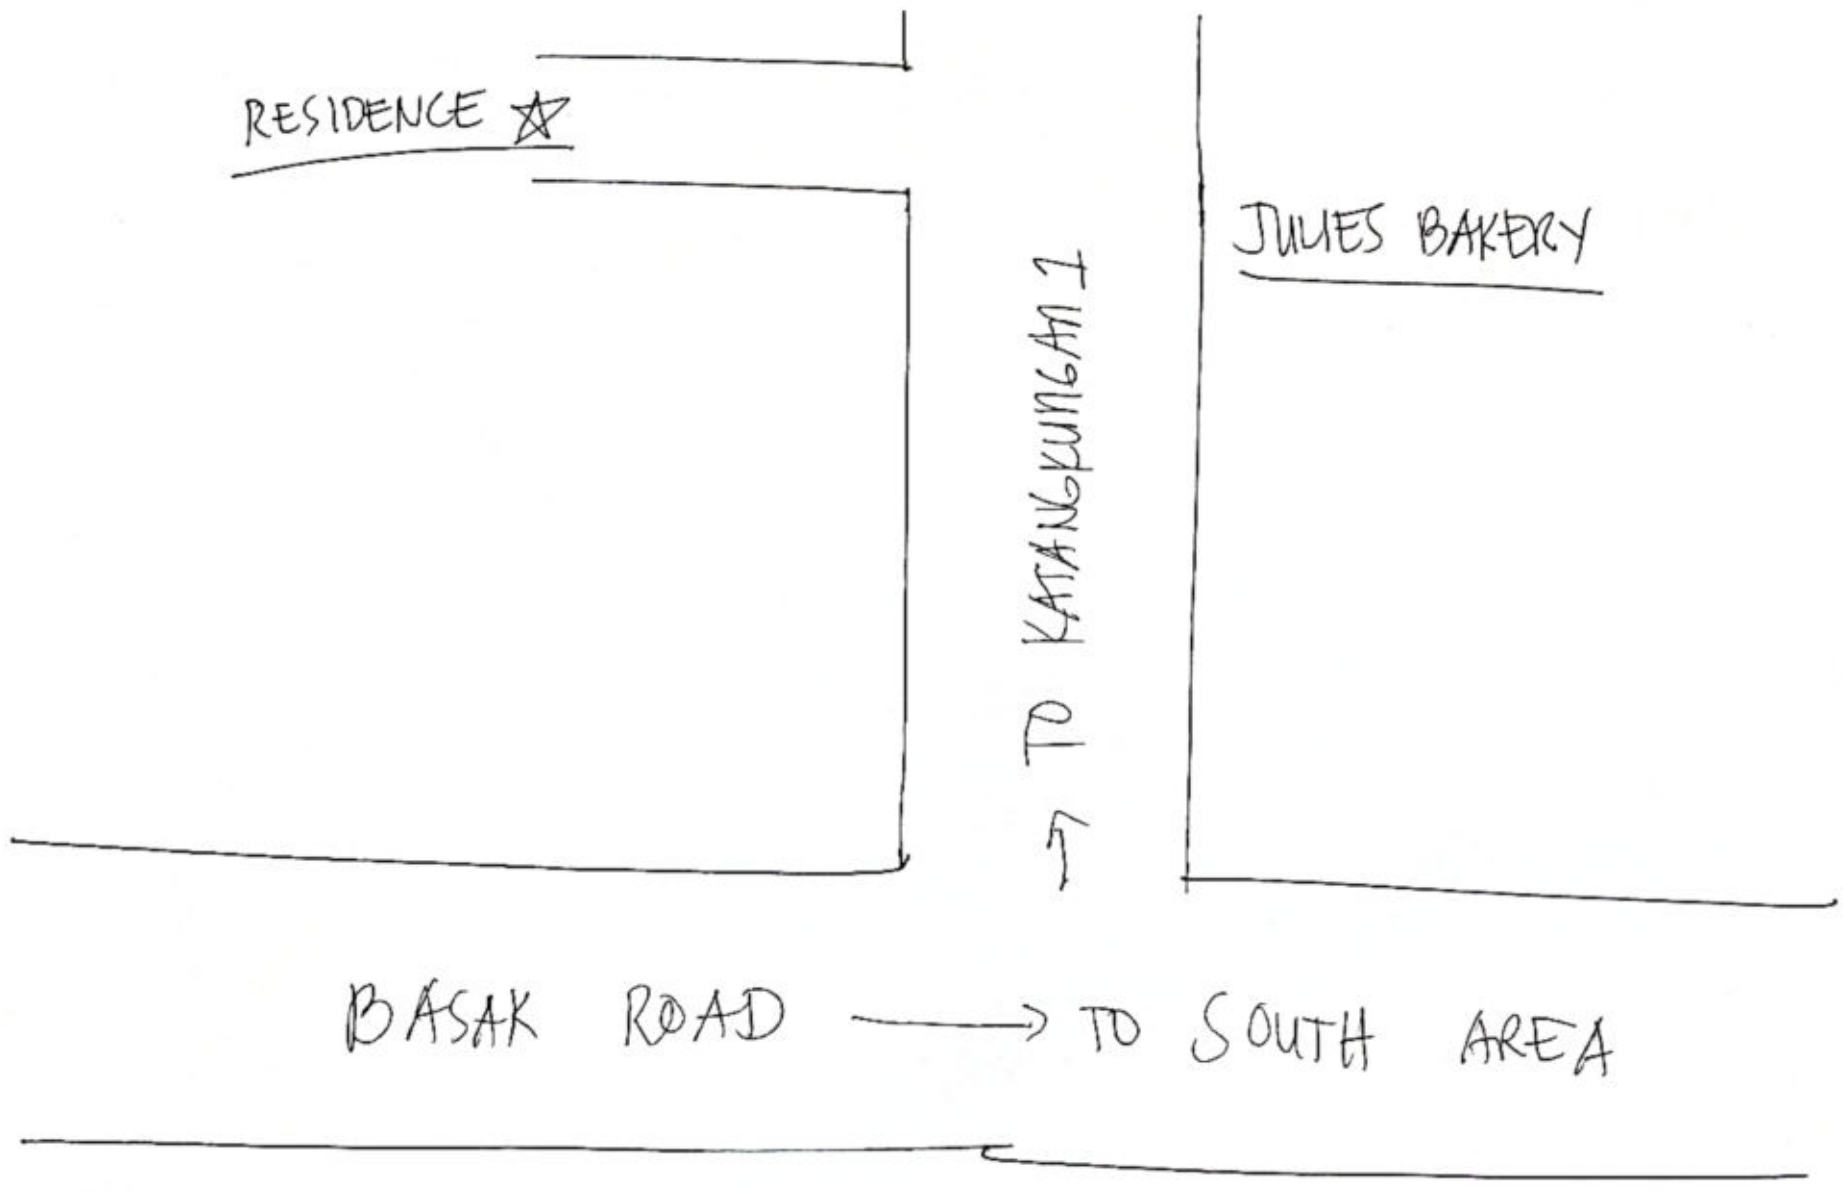 RESIDENCE
JULIES BAKERY
TO KATANGKUNGAN 1
BASAK ROAD → TO SOUTH AREA